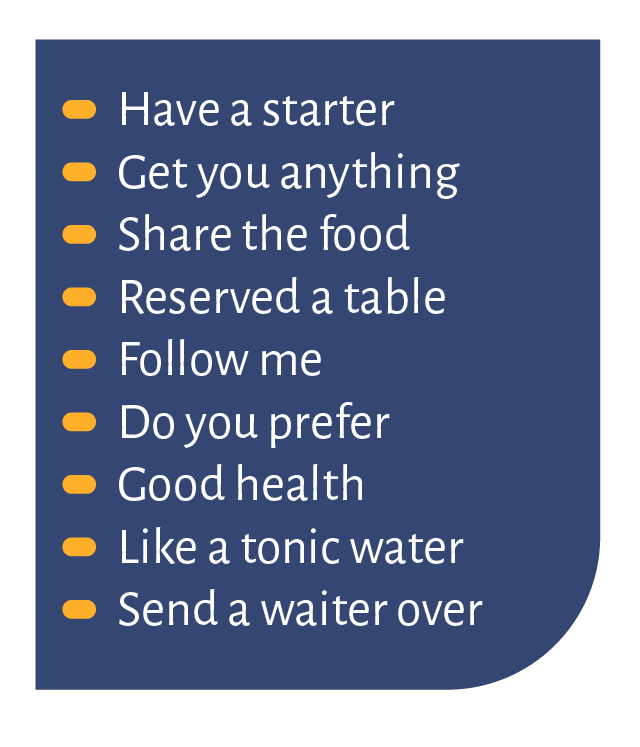 Have a starter
Get you anything
Share the food
Reserved a table
Follow me
Do you prefer
Good health
Like a tonic water
Send a waiter over